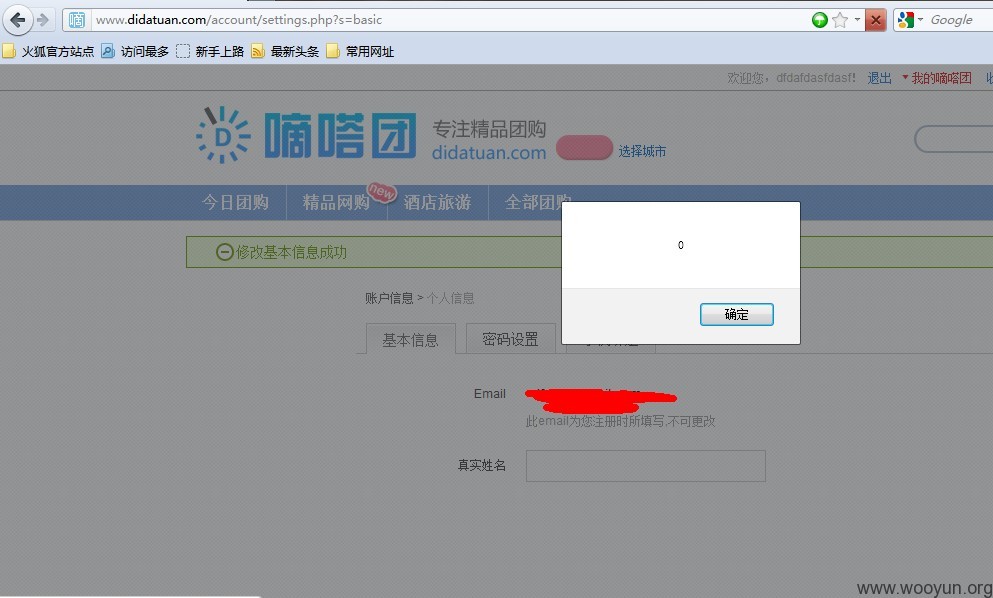 www.didatuan.com/account/settings.php?s=basic
Google
火狐官方站点 访问最多 新手上路 最新头条 常用网址
欢迎您，dfdafdasfdasf! 退出 我的嘀嗒团
D 嘀嗒团 专注精品团购
didatuan.com 选择城市
今日团购 精品网购 new 酒店旅游 全部团购
修改基本信息成功
0
确定
账户信息 > 个人信息
基本信息 密码设置
Email
此email为您注册时所填写,不可更改
真实姓名
www.wooyun.org